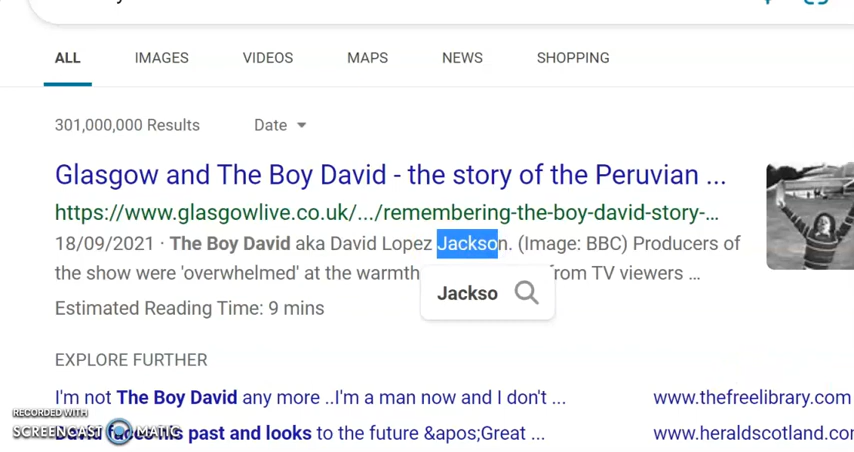 ALL IMAGES VIDEOS MAPS NEWS SHOPPING
301,000,000 Results Date
Glasgow and The Boy David - the story of the Peruvian ...
https://www.glasgowlive.co.uk/.../remembering-the-boy-david-story-...
18/09/2021 · The Boy David aka David Lopez Jackson. (Image: BBC) Producers of
the show were 'overwhelmed' at the warmth from TV viewers ...
Jackso
Estimated Reading Time: 9 mins
EXPLORE FURTHER
I'm not The Boy David any more ..I'm a man now and I don't ... www.thefreelibrary.com
RECORDED WITH
SCREENCAST MATIC
David faces his past and looks to the future &apos;Great ... www.heraldscotland.com